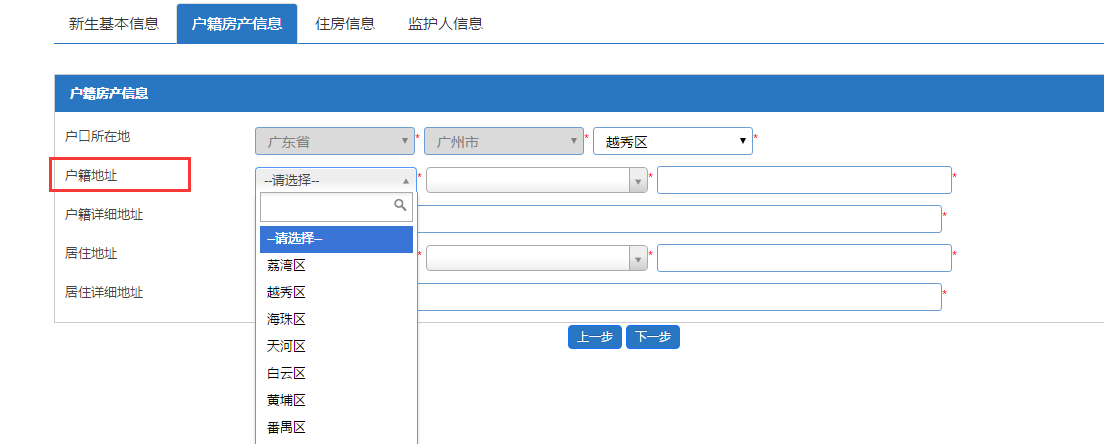 新生基本信息 户籍房产信息 住房信息 监护人信息
户籍房产信息
户口所在地 广东省 * 广州市 * 越秀区 *
户籍地址 --请选择-- * * *
户籍详细地址 *
--请选择--
居住地址 * * *
荔湾区
居住详细地址 *
越秀区
海珠区
上一步 下一步
天河区
白云区
黄埔区
番禺区